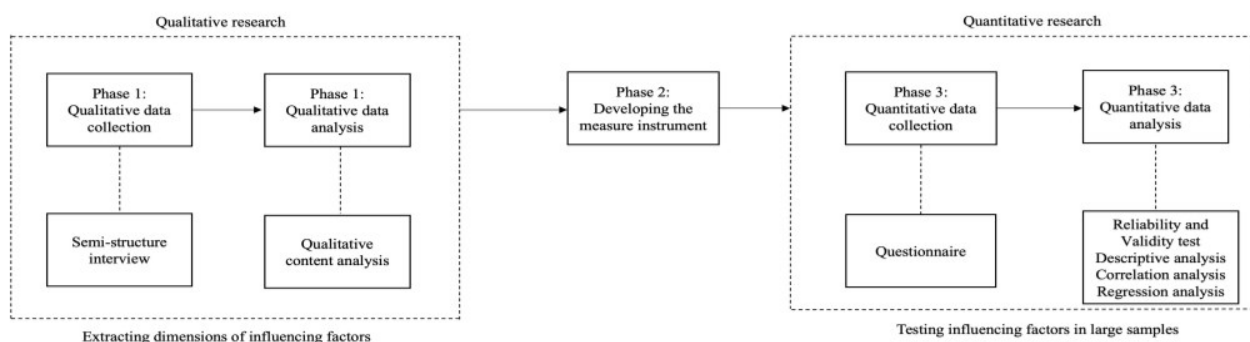 Qualitative research
Phase 1:
Qualitative data
collection
Phase 1:
Qualitative data
analysis
Semi-structure
interview
Qualitative
content analysis
Extracting dimensions of influencing factors
Phase 2:
Developing the
measure instrument
Quantitative research
Phase 3:
Quantitative data
collection
Phase 3:
Quantitative data
analysis
Questionnaire
Reliability and
Validity test
Descriptive analysis
Correlation analysis
Regression analysis
Testing influencing factors in large samples